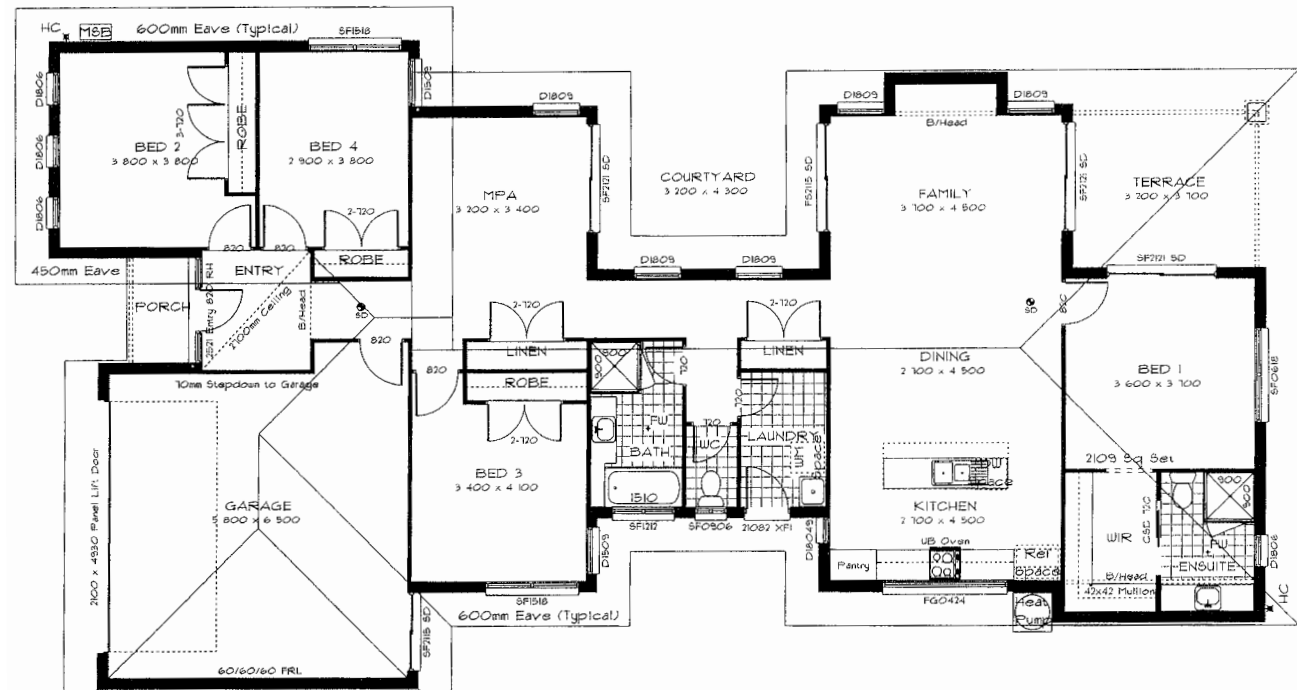 HC
MSB
600mm Eave (Typical)
SF1518
D1806
D1806
D1806
3-720
ROBE
BED 2
3 800 x 3 800
BED 4
2 900 x 3 800
D1509
2-720
ROBE
820
820
450mm Eave
ENTRY
PORCH
2521 Entry 820 RH
2700mm Ceiling
B/Head
SD
D1809
MPA
3 200 x 3 400
SF2121 SD
COURTYARD
3 200 x 4 300
D1809
D1809
D1809
D1809
B/Head
FS2115 SD
FAMILY
3 700 x 4 500
SF2121 SD
TERRACE
3 200 x 3 700
SF2121 SD
820
SD
2-720
LINEN
2-720
LINEN
820
820
70mm Stepdown to Garage
ROBE
2-720
BED 3
3 400 x 4 100
900
800
720
FW
BATH
1510
720
WC
720
LAUNDRY
WM
Space
DINING
2 700 x 4 500
BED 1
3 600 x 3 700
SF0618
2109 Sq Set
2100 x 4930 Panel Lift Door
GARAGE
5 800 x 6 500
60/60/60 FRL
SF2115 SD
SF1518
D1509
600mm Eave (Typical)
SF1212
SF0906
21082 XF1
D18049
DW
Space
KITCHEN
2 700 x 4 500
UB Oven
Pantry
Ref
Space
FG0424
Heat
Pump
WIR
CSD 720
900
900
FW
ENSUITE
D1806
B/Head
42x42 Mullion
HC